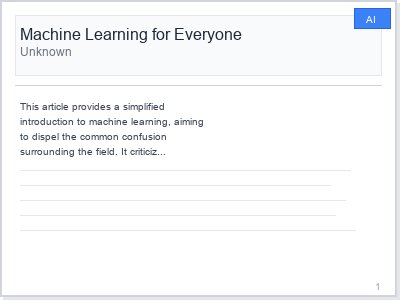 AI
Machine Learning for Everyone
Unknown
This article provides a simplified
introduction to machine learning, aiming
to dispel the common confusion
surrounding the field. It criticiz...
1